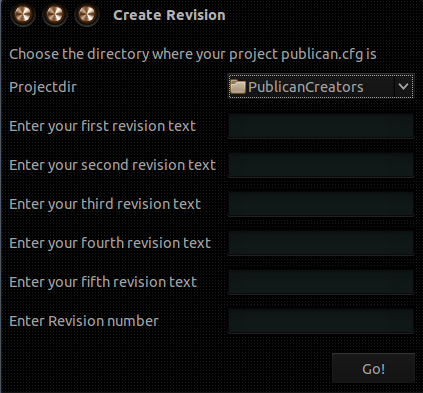 Create Revision
Choose the directory where your project publican.cfg is
Projectdir PublicanCreators
Enter your first revision text
Enter your second revision text
Enter your third revision text
Enter your fourth revision text
Enter your fifth revision text
Enter Revision number
Go!